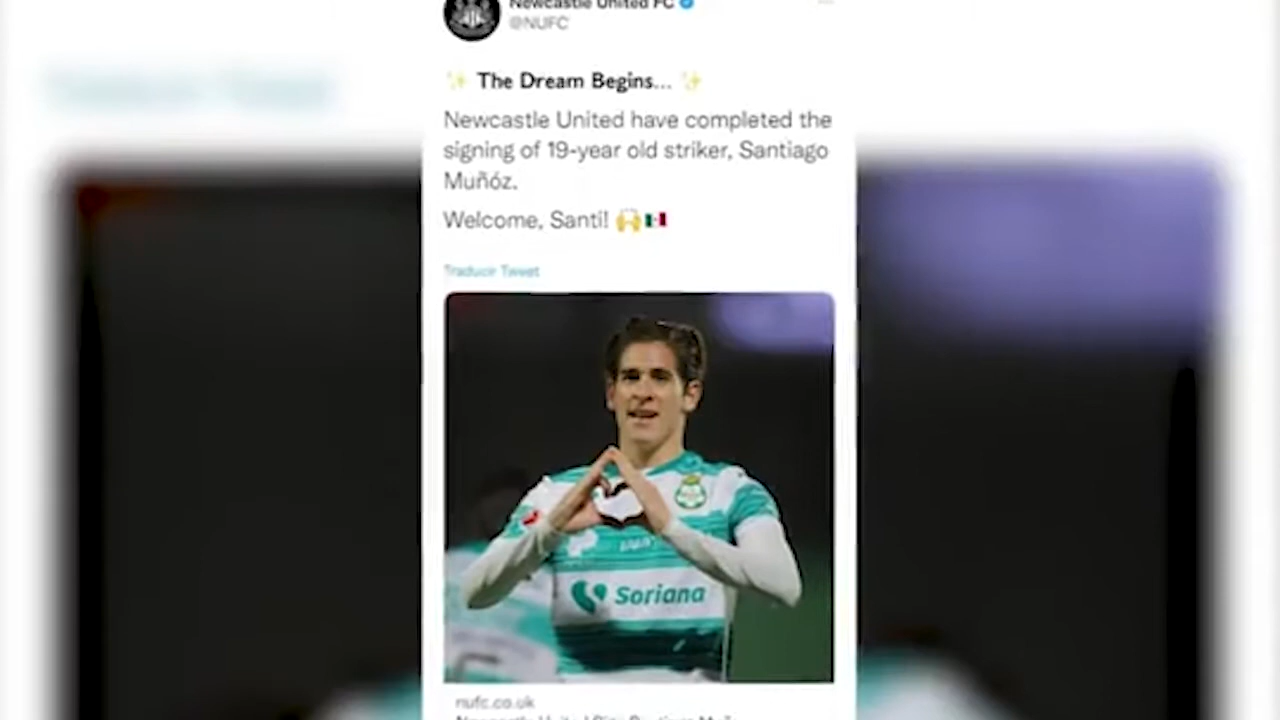 Newcastle United FC
@NUFC
✨ The Dream Begins... ✨
Newcastle United have completed the
signing of 19-year old striker, Santiago
Muñóz.
Welcome, Santi! 🙌🇲🇽
Traducir Tweet
Soriana
nufc.co.uk